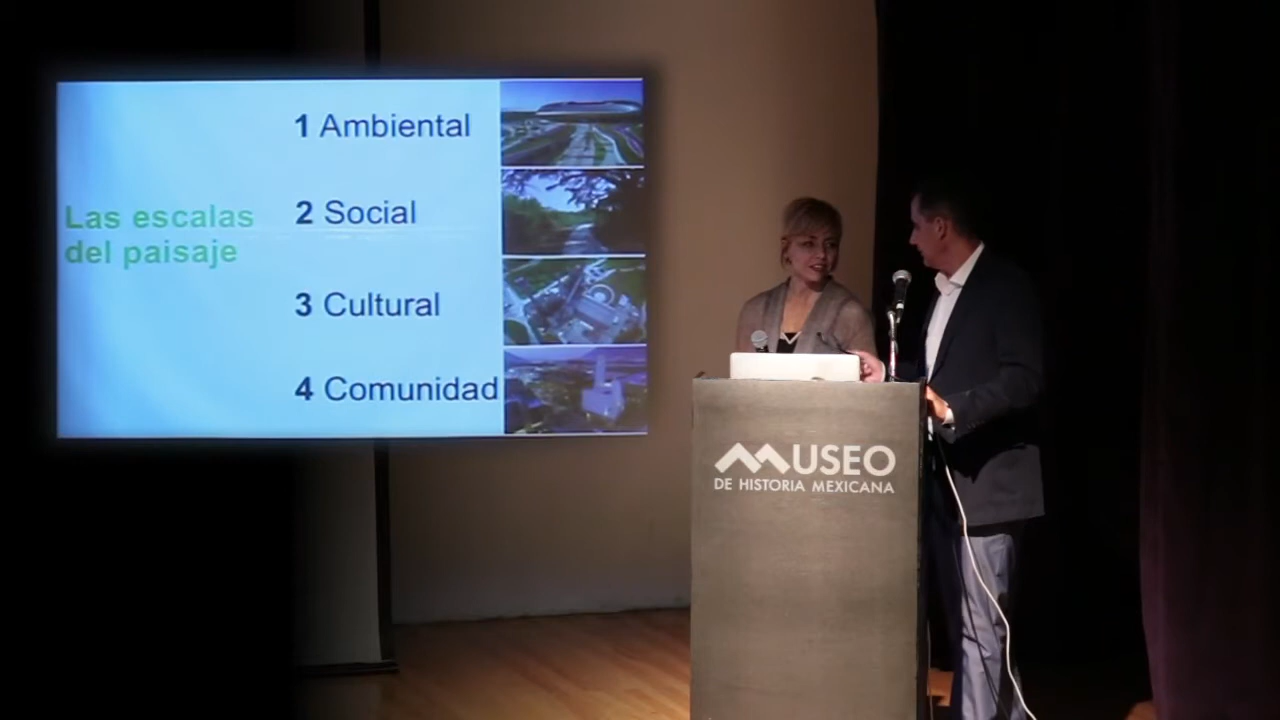 Las escalas
del paisaje
1 Ambiental
2 Social
3 Cultural
4 Comunidad
MUSEO
DE HISTORIA MEXICANA